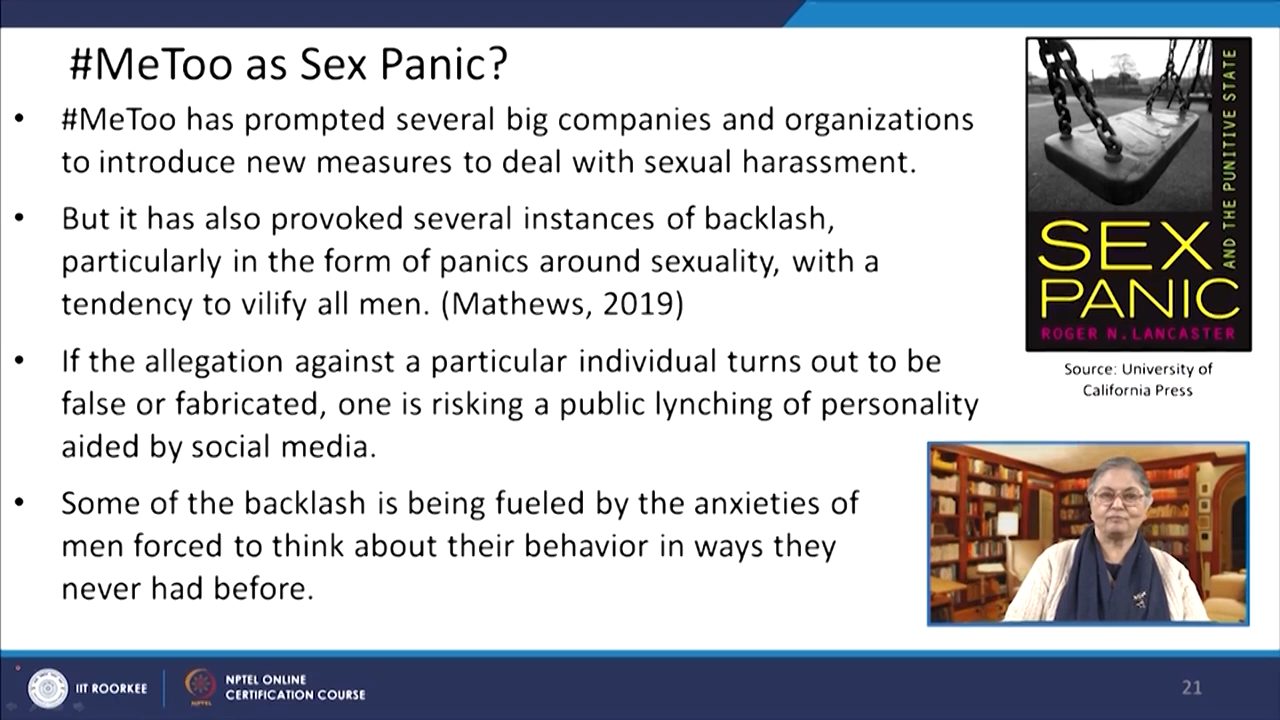 #MeToo as Sex Panic?
• #MeToo has prompted several big companies and organizations
to introduce new measures to deal with sexual harassment.
• But it has also provoked several instances of backlash,
particularly in the form of panics around sexuality, with a
tendency to vilify all men. (Mathews, 2019)
• If the allegation against a particular individual turns out to be
false or fabricated, one is risking a public lynching of personality
aided by social media.
• Some of the backlash is being fueled by the anxieties of
men forced to think about their behavior in ways they
never had before.
SEX
PANIC
AND THE PUNITIVE STATE
ROGER N. LANCASTER
Source: University of
California Press
IIT ROORKEE
NPTEL
NPTEL ONLINE
CERTIFICATION COURSE
21